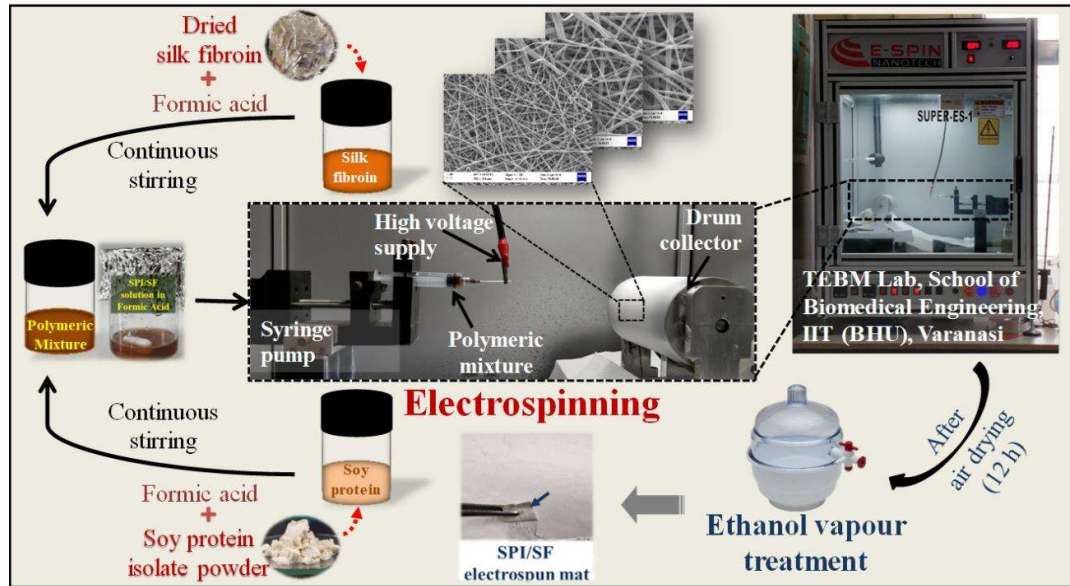 Dried
silk fibroin
+
Formic acid
Continuous
stirring
Silk
fibroin
E-SPIN
NANOTECH
SUPER-ES-1
High voltage
supply
Drum
collector
SPI/SF
solution in
Formic Acid
Polymeric
Mixture
Syringe
pump
Polymeric
mixture
TEBM Lab, School of
Biomedical Engineering,
IIT (BHU), Varanasi
Electrospinning
Continuous
stirring
Soy
protein
Formic acid
+
Soy protein
isolate powder
SPI/SF
electrospun mat
After
air drying
(12 h)
Ethanol vapour
treatment